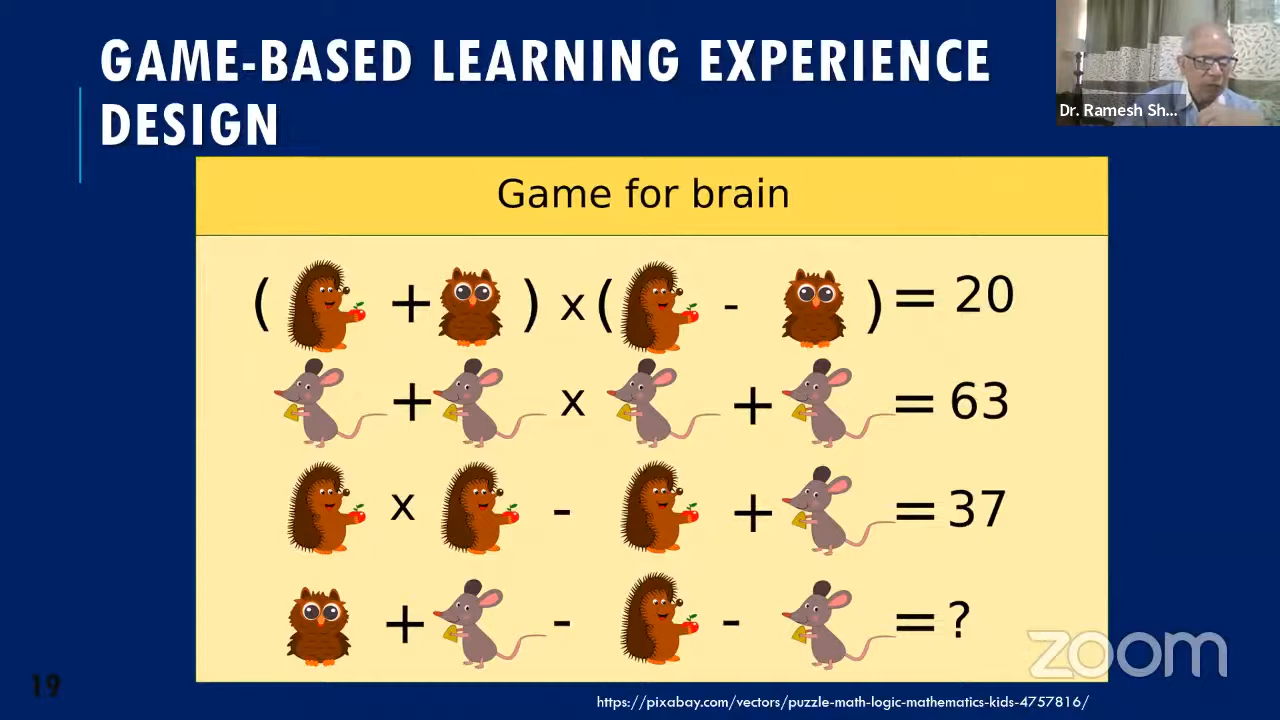 GAME-BASED LEARNING EXPERIENCE
DESIGN
Dr. Ramesh Sh...
Game for brain
( + ) x ( - ) = 20
+ x + = 63
x - + = 37
+ - - = ?
zoom
19
https://pixabay.com/vectors/puzzle-math-logic-mathematics-kids-4757816/